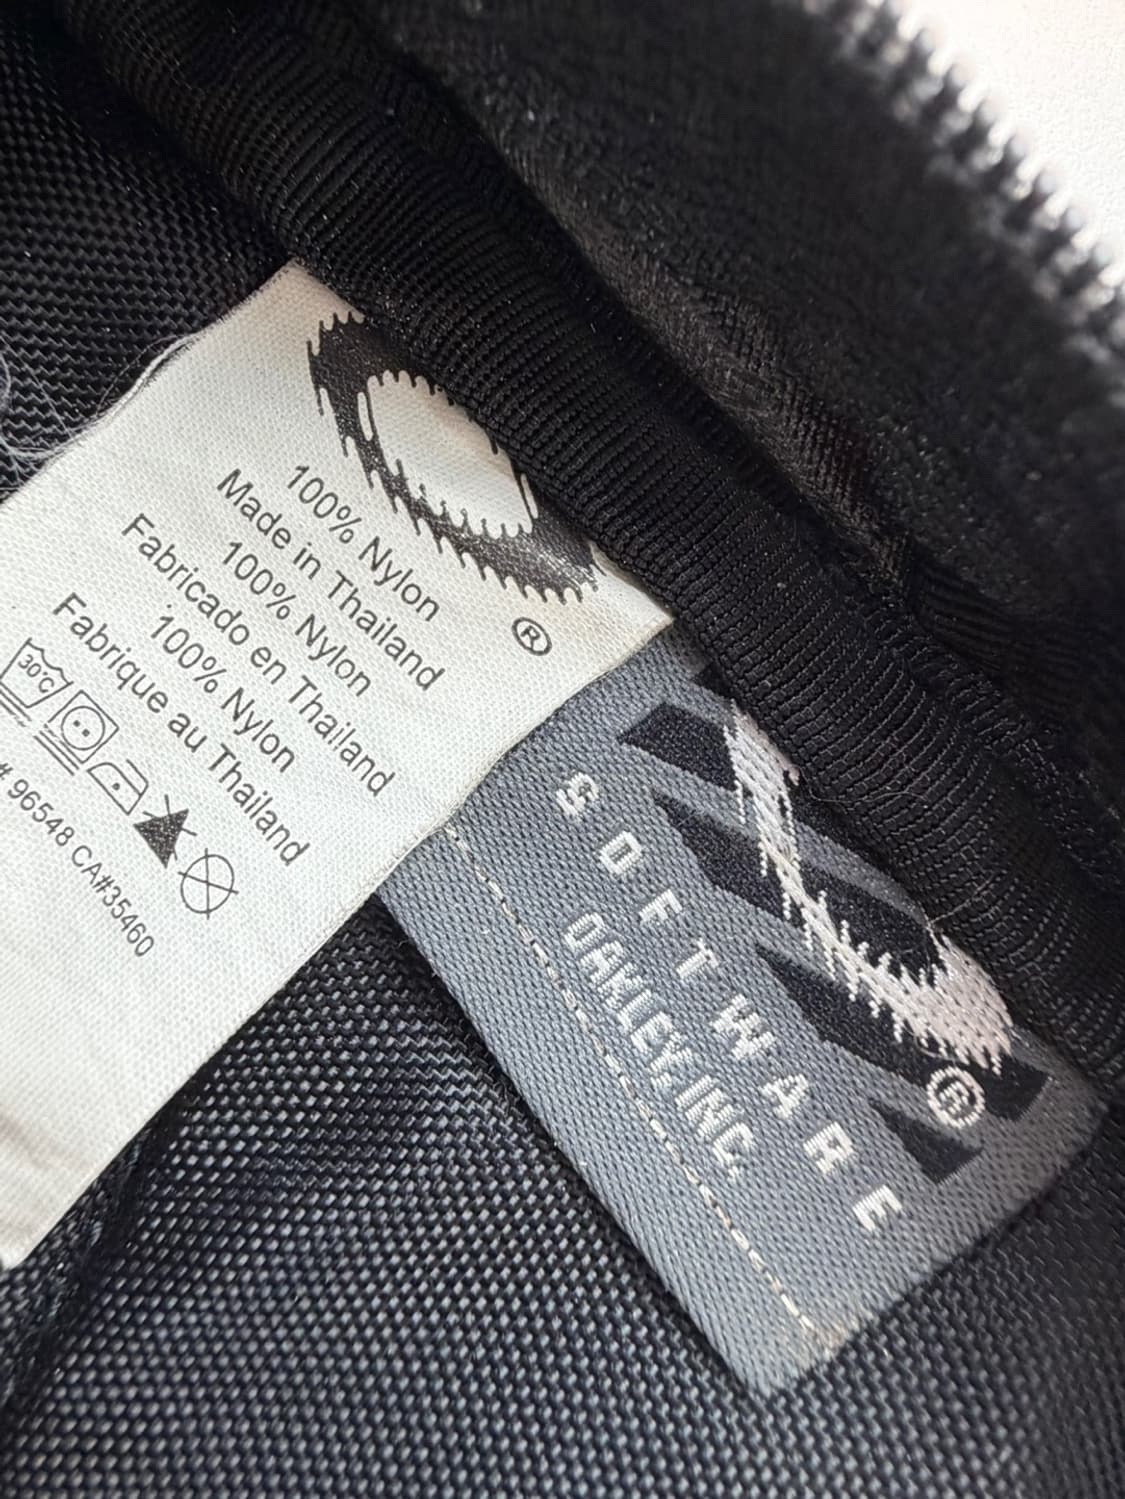 ®
100% Nylon
Made in Thailand
100% Nylon
Fabricado en Thailand
100% Nylon
Fabrique au Thailand
30°C
# 96548 CA#35460
®
SOFTWARE
OAKLEY, INC.